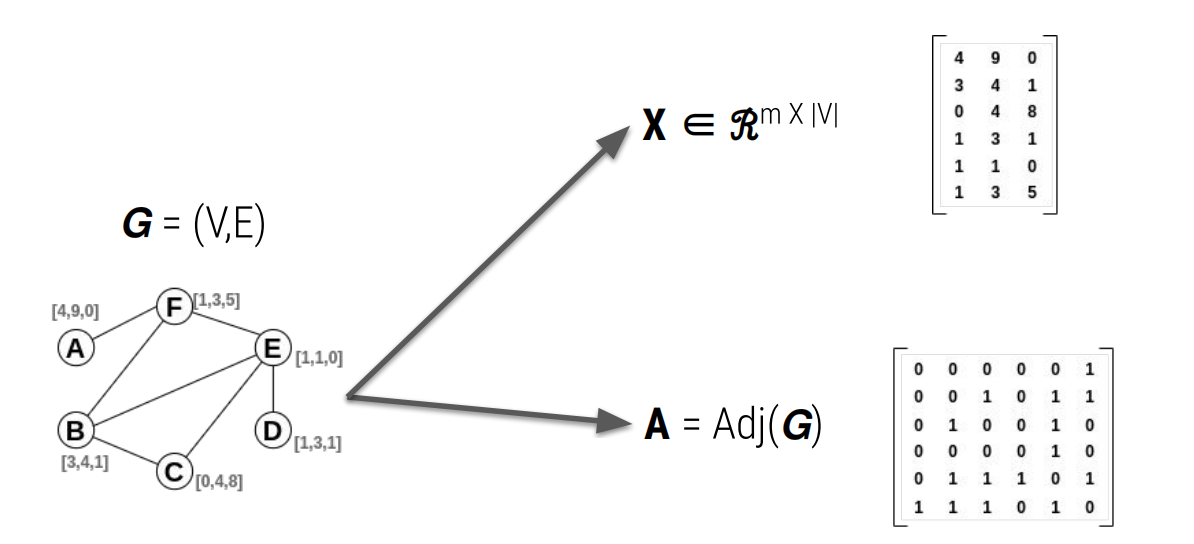 G = (V,E)
[4,9,0]
F
[1,3,5]
A
E
[1,1,0]
B
[3,4,1]
D
[1,3,1]
C
[0,4,8]
X ∈ ℛ^m X |V|
4 9 0
3 4 1
0 4 8
1 3 1
1 1 0
1 3 5
A = Adj(G)
0 0 0 0 0 1
0 0 1 0 1 1
0 1 0 0 1 0
0 0 0 0 1 0
0 1 1 1 0 1
1 1 1 0 1 0